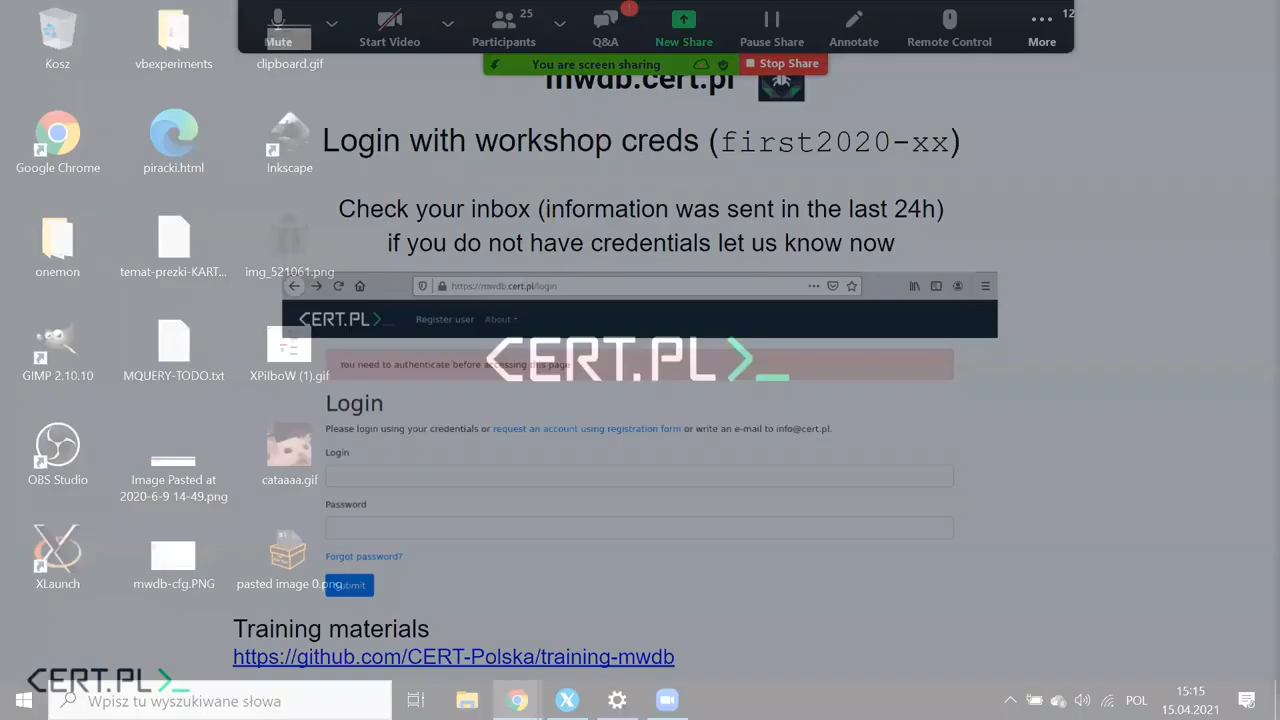 Mute
Start Video
25
Participants
Q&A
!
New Share
Pause Share
Annotate
Remote Control
12
More
You are screen sharing
Stop Share
mwdb.cert.pl
Login with workshop creds (first2020-xx)
Check your inbox (information was sent in the last 24h)
if you do not have credentials let us know now
https://mwdb.cert.pl/login
CERT.PL>_
Register user
About
You need to authenticate before accessing this page
CERT.PL>_
Login
Please login using your credentials or request an account using registration form or write an e-mail to info@cert.pl.
Login
Password
Forgot password?
Submit
Training materials
https://github.com/CERT-Polska/training-mwdb
Kosz
vbexperiments
clipboard.gif
Google Chrome
piracki.html
Inkscape
onemon
temat-prezki-KART...
img_521061.png
GIMP 2.10.10
MQUERY-TODO.txt
XPiIboW (1).gif
OBS Studio
Image Pasted at
2020-6-9 14-49.png
cataaaa.gif
XLaunch
mwdb-cfg.PNG
pasted image 0.png
CERT.PL>_
Wpisz tu wyszukiwane słowa
POL
15:15
15.04.2021